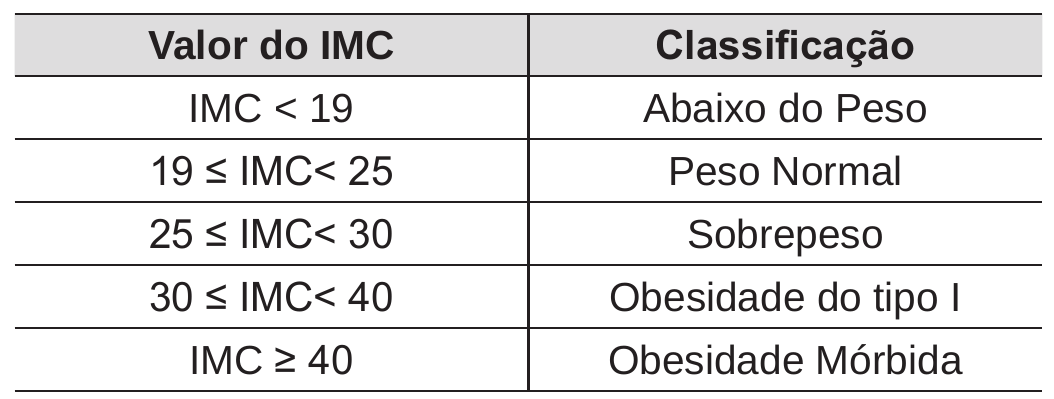 Valor do IMC Classificação
IMC < 19 Abaixo do Peso
19 ≤ IMC< 25 Peso Normal
25 ≤ IMC< 30 Sobrepeso
30 ≤ IMC< 40 Obesidade do tipo I
IMC ≥ 40 Obesidade Mórbida